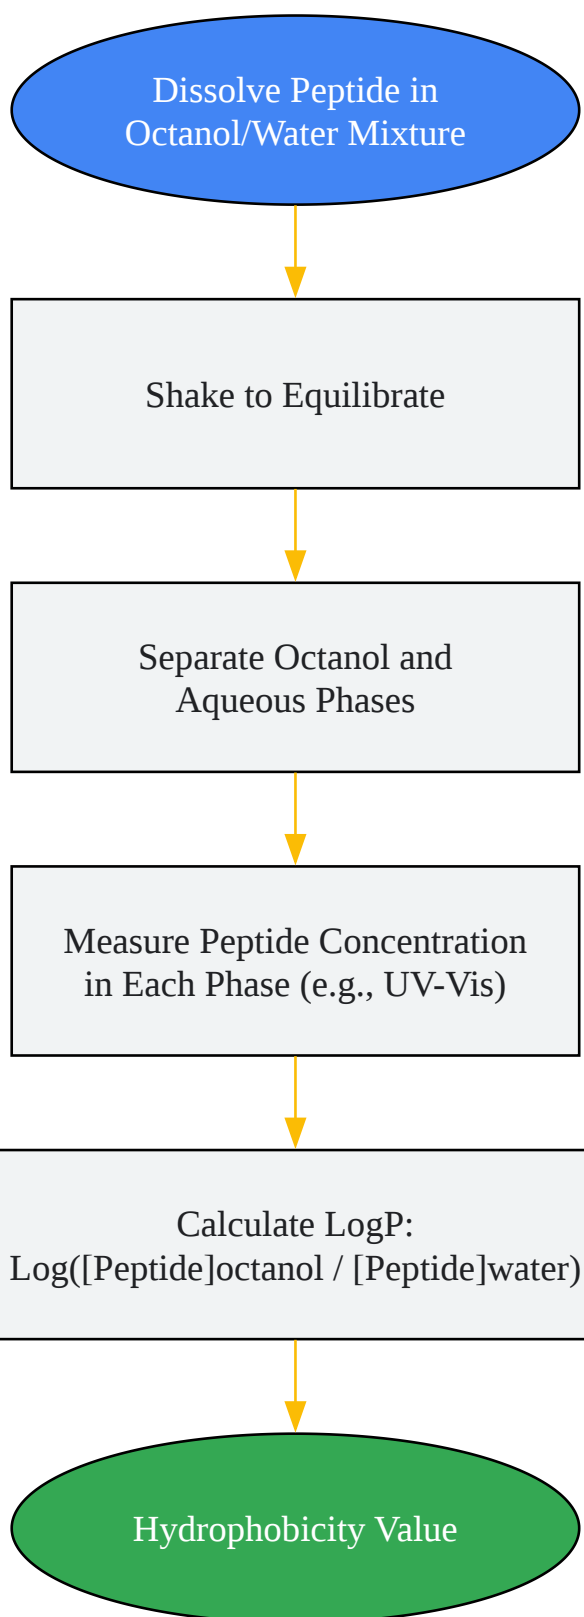 Dissolve Peptide in
Octanol/Water Mixture
Shake to Equilibrate
Separate Octanol and
Aqueous Phases
Measure Peptide Concentration
in Each Phase (e.g., UV-Vis)
Calculate LogP:
Log([Peptide]octanol / [Peptide]water)
Hydrophobicity Value